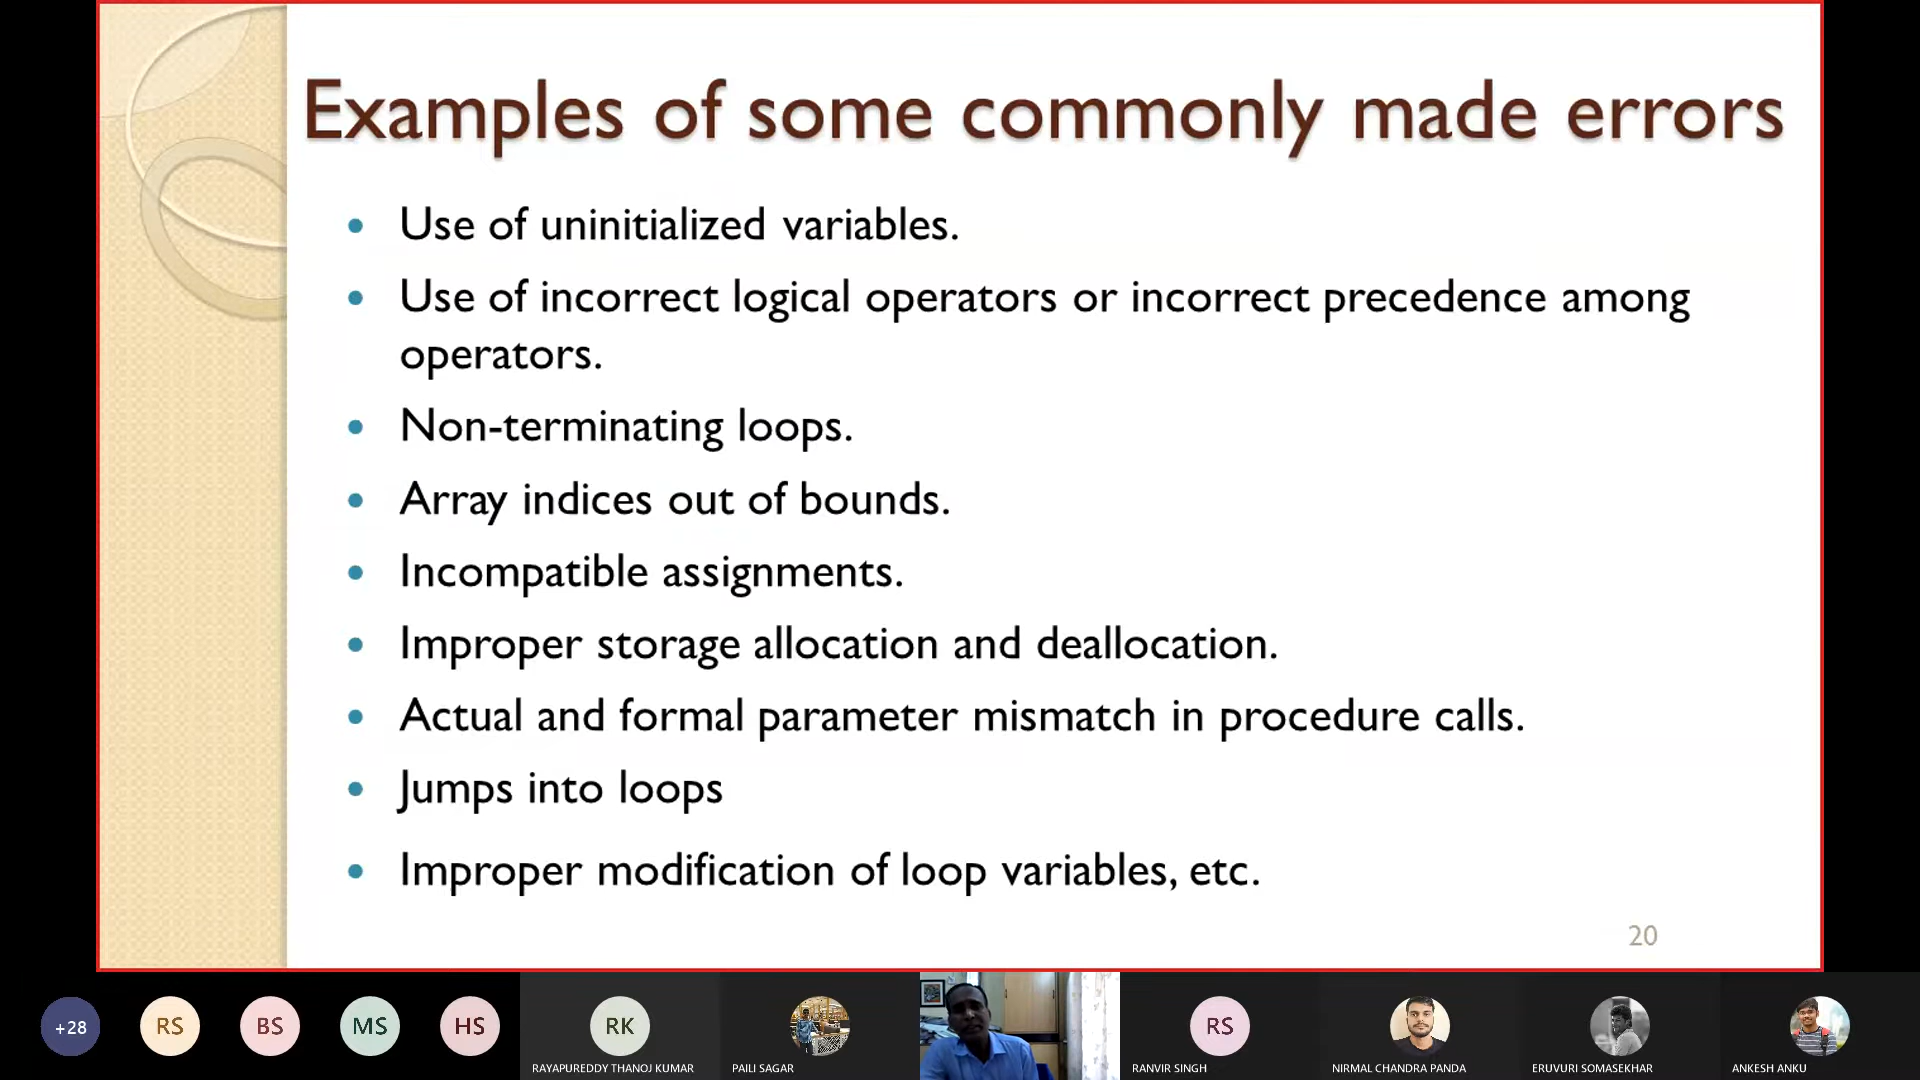 Examples of some commonly made errors
• Use of uninitialized variables.
• Use of incorrect logical operators or incorrect precedence among
operators.
• Non-terminating loops.
• Array indices out of bounds.
• Incompatible assignments.
• Improper storage allocation and deallocation.
• Actual and formal parameter mismatch in procedure calls.
• Jumps into loops
• Improper modification of loop variables, etc.
20
+28
RS
BS
MS
HS
RK
RAYAPUREDDY THANOJ KUMAR
PAILI SAGAR
RS
RANVIR SINGH
NIRMAL CHANDRA PANDA
ERUVURI SOMASEKHAR
ANKESH ANKU